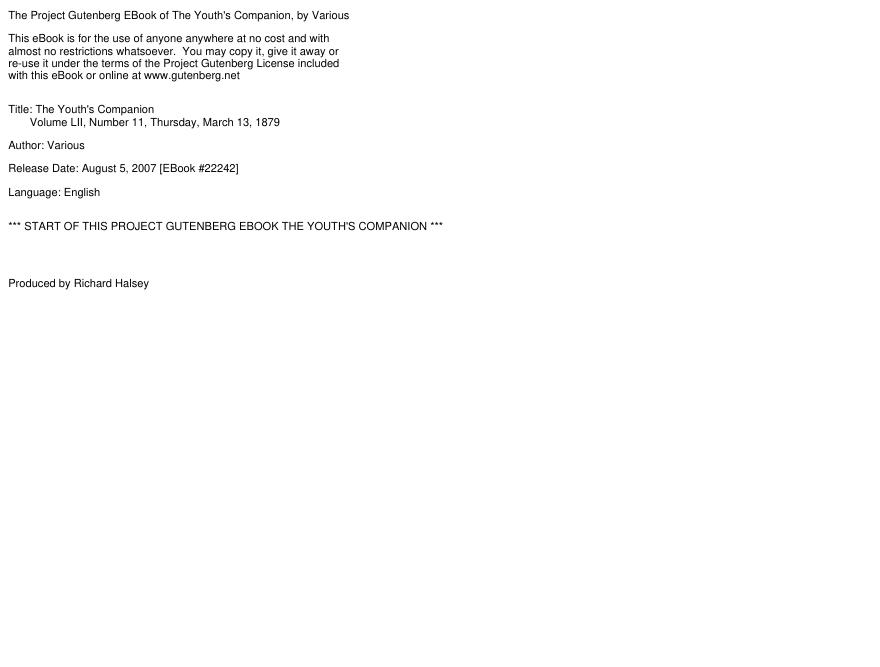 The Project Gutenberg EBook of The Youth's Companion, by Various
This eBook is for the use of anyone anywhere at no cost and with
almost no restrictions whatsoever.  You may copy it, give it away or
re-use it under the terms of the Project Gutenberg License included
with this eBook or online at www.gutenberg.net
Title: The Youth's Companion
Volume LII, Number 11, Thursday, March 13, 1879
Author: Various
Release Date: August 5, 2007 [EBook #22242]
Language: English
*** START OF THIS PROJECT GUTENBERG EBOOK THE YOUTH'S COMPANION ***
Produced by Richard Halsey